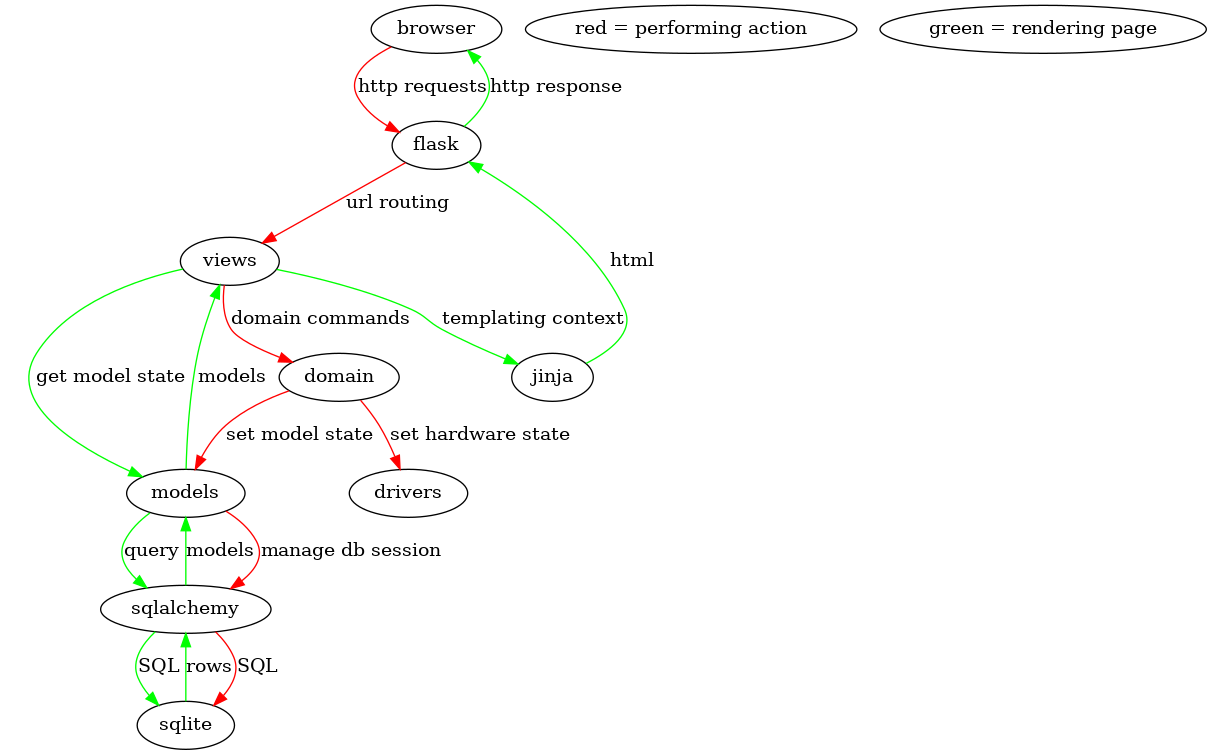 browser
red = performing action
green = rendering page
http requests
http response
flask
url routing
views
html
domain commands
templating context
get model state
models
domain
jinja
set model state
set hardware state
models
drivers
query
models
manage db session
sqlalchemy
SQL
rows
SQL
sqlite